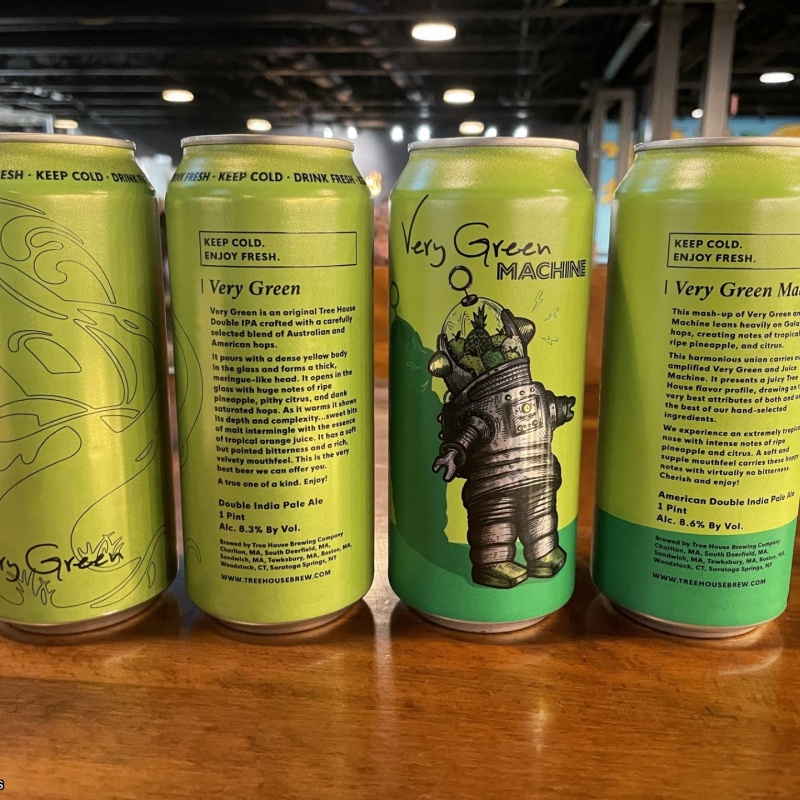 ESH · KEEP COLD · DRINK FR
ry Green
FRESH · KEEP COLD · DRINK FRESH ·
KEEP COLD.
ENJOY FRESH.
Very Green
Very Green is an original Tree House
Double IPA crafted with a carefully
selected blend of Australian and
American hops.
It pours with a dense yellow body
in the glass and forms a thick,
meringue-like head. It opens in the
glass with huge notes of ripe
pineapple, pithy citrus, and dank
saturated hops. As it warms it shows
its depth and complexity...sweet bits
of malt intermingle with the essence
of tropical orange juice. It has a soft
but pointed bitterness and a rich,
velvety mouthfeel. This is the very
best beer we can offer you.
A true one of a kind. Enjoy!
Double India Pale Ale
1 Pint
Alc. 8.3% By Vol.
Brewed by Tree House Brewing Company
Charlton, MA, South Deerfield, MA,
Sandwich, MA, Tewksbury, MA, Boston, MA,
Woodstock, CT, Saratoga Springs, NY
WWW.TREEHOUSEBREW.COM
Very Green
MACHINE
KEEP COLD.
ENJOY FRESH.
Very Green Mac
This mash-up of Very Green an
Machine leans heavily on Gala
hops, creating notes of tropical
ripe pineapple, and citrus.
This harmonious union carries o
amplified Very Green and Juice
Machine. It presents a juicy Tree
House flavor profile, drawing on t
very best attributes of both and u
the best of our hand-selected
ingredients.
We experience an extremely tropica
nose with intense notes of ripe
pineapple and citrus. A soft and
supple mouthfeel carries these hoppy
notes with virtually no bitterness.
Cherish and enjoy!
American Double India Pale Ale
1 Pint
Alc. 8.6% By Vol.
Brewed by Tree House Brewing Company
Charlton, MA, South Deerfield, MA,
Sandwich, MA, Tewksbury, MA, Boston, MA,
Woodstock, CT, Saratoga Springs, NY
WWW.TREEHOUSEBREW.COM
s